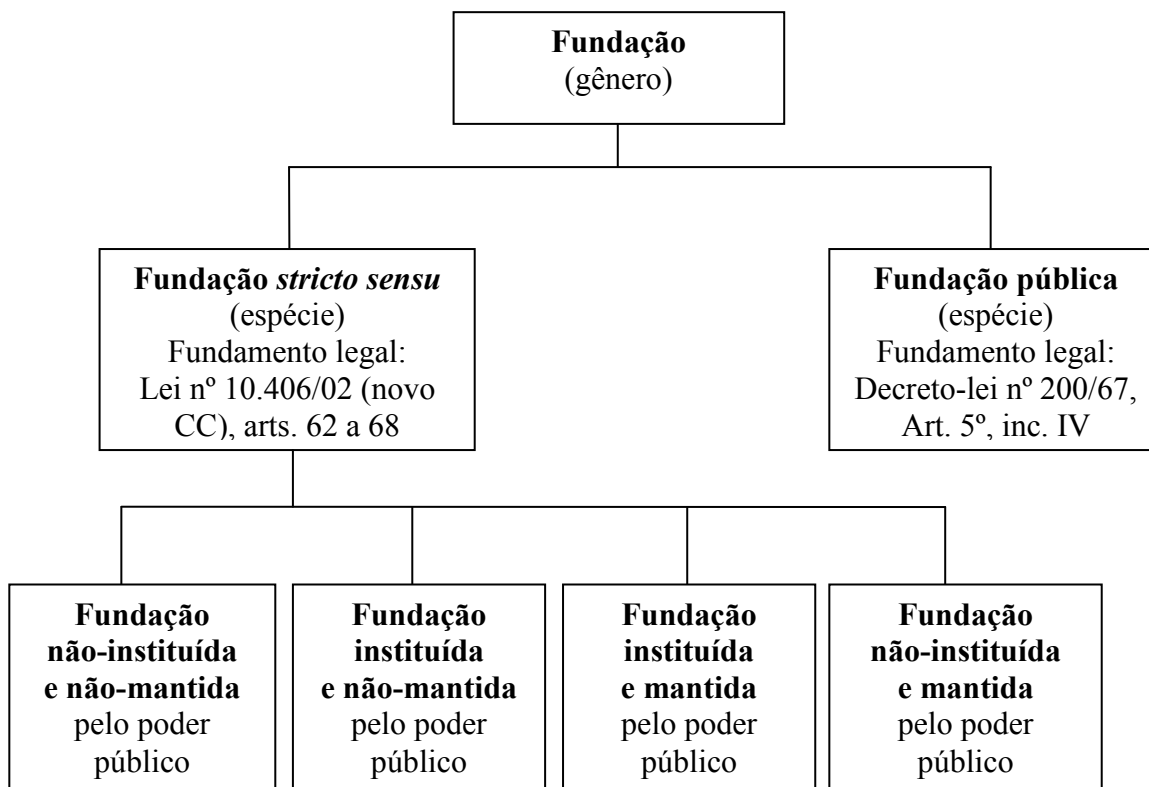 Fundação
(gênero)
Fundação stricto sensu
(espécie)
Fundamento legal:
Lei nº 10.406/02 (novo
CC), arts. 62 a 68
Fundação pública
(espécie)
Fundamento legal:
Decreto-lei nº 200/67,
Art. 5º, inc. IV
Fundação
não-instituída
e não-mantida
pelo poder
público
Fundação
instituída
e não-mantida
pelo poder
público
Fundação
instituída
e mantida
pelo poder
público
Fundação
não-instituída
e mantida
pelo poder
público